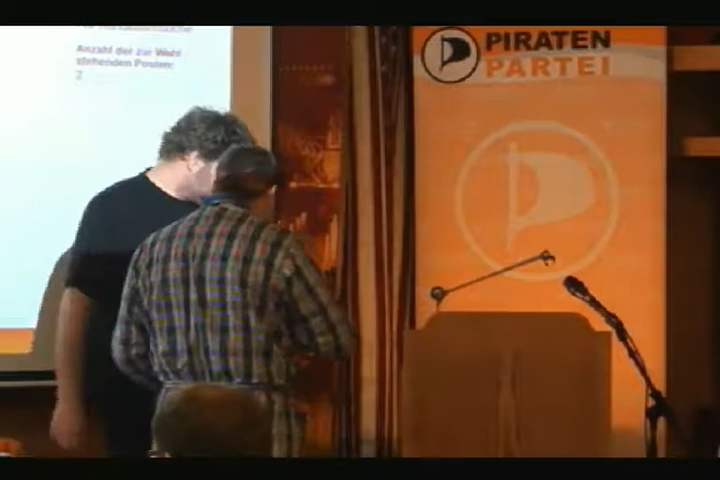 Anzahl der zur Wahl
stehenden Posten:
2
PIRATEN
PARTEI